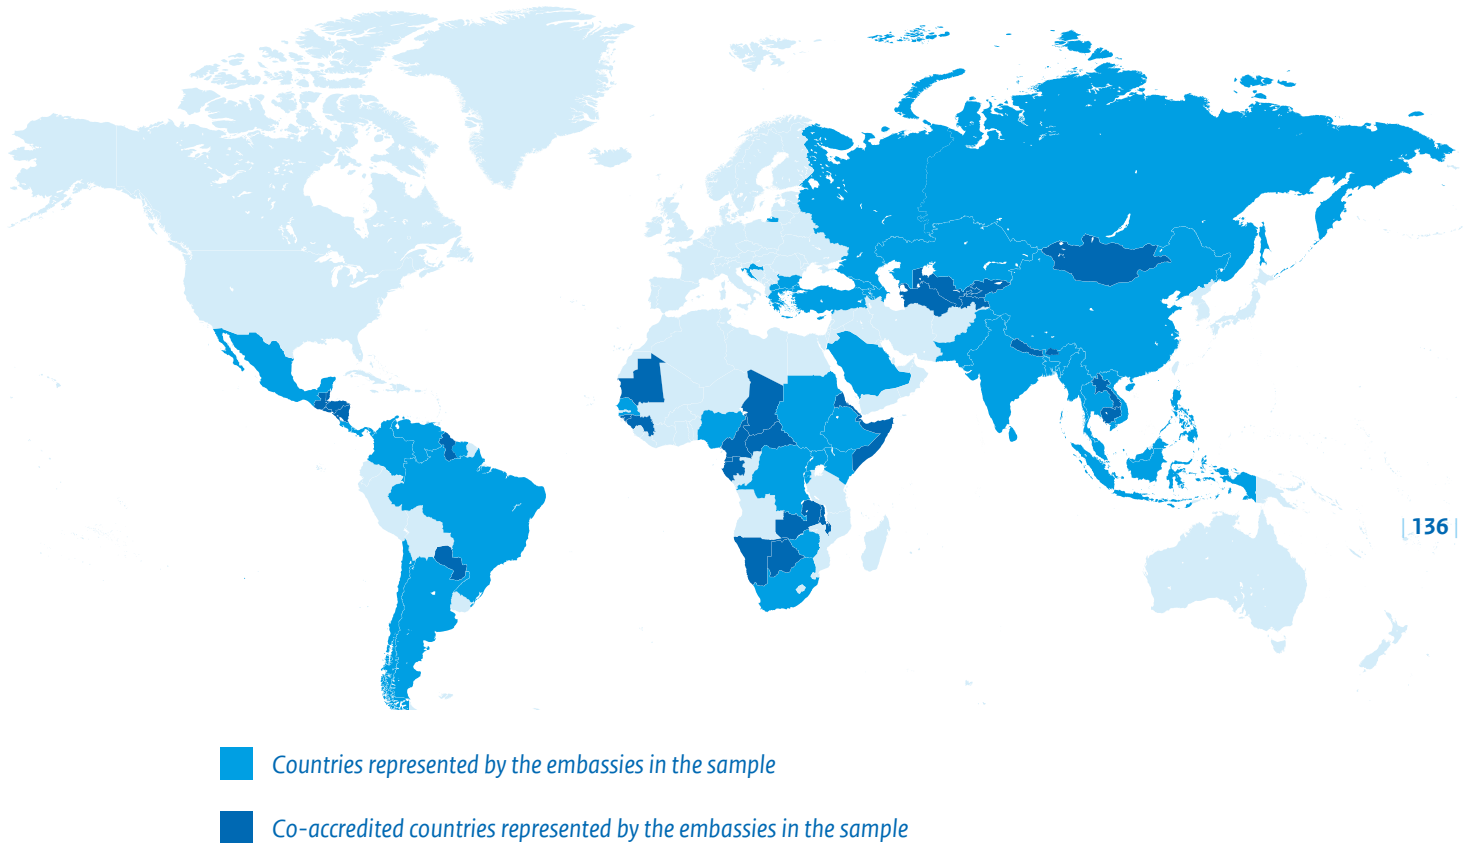 | 136 |
Countries represented by the embassies in the sample
Co-accredited countries represented by the embassies in the sample